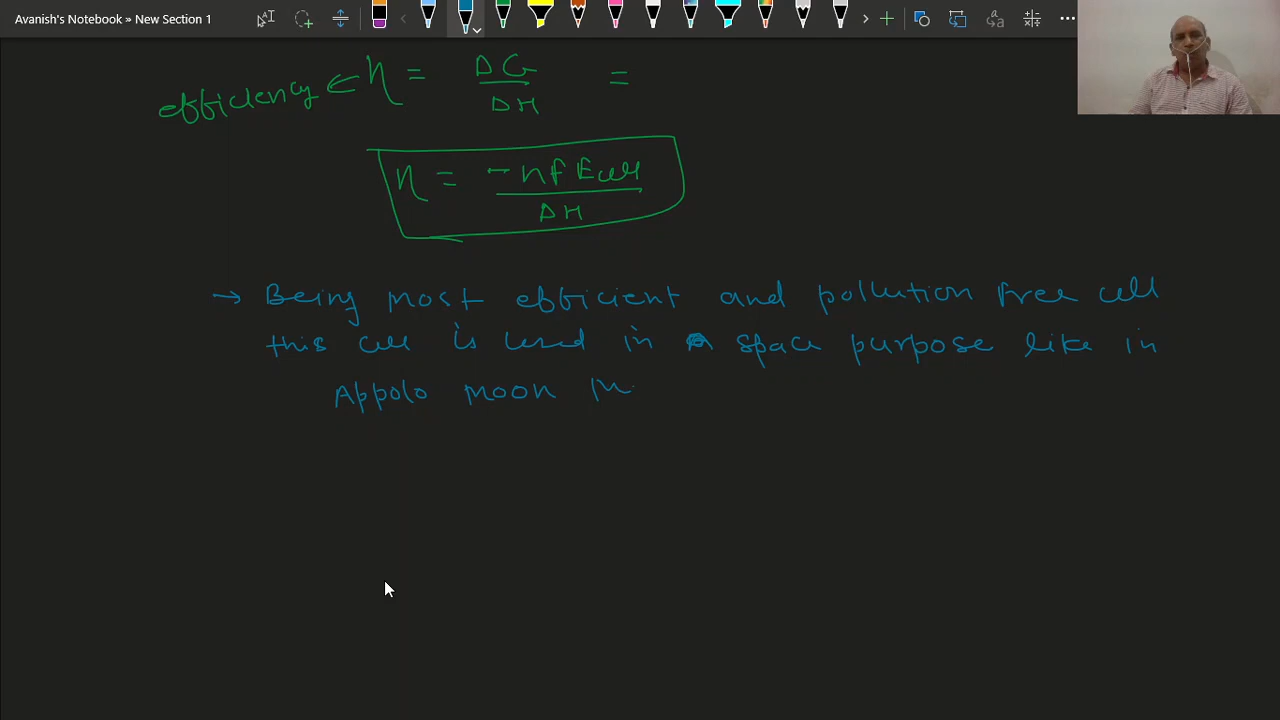 Avanish's Notebook » New Section 1
efficiency ← η = ΔG/ΔH =
η = -nFEcell/ΔH
→ Being most efficient and pollution free cell
this cell is used in space purpose like in
Appolo moon